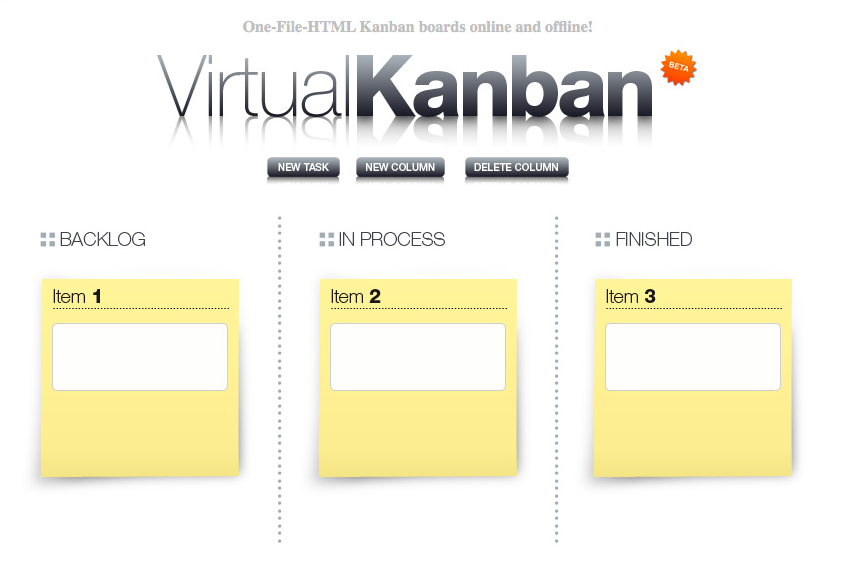 One-File-HTML Kanban boards online and offline!
VirtualKanban
BETA
NEW TASK
NEW COLUMN
DELETE COLUMN
BACKLOG
IN PROCESS
FINISHED
Item 1
Item 2
Item 3